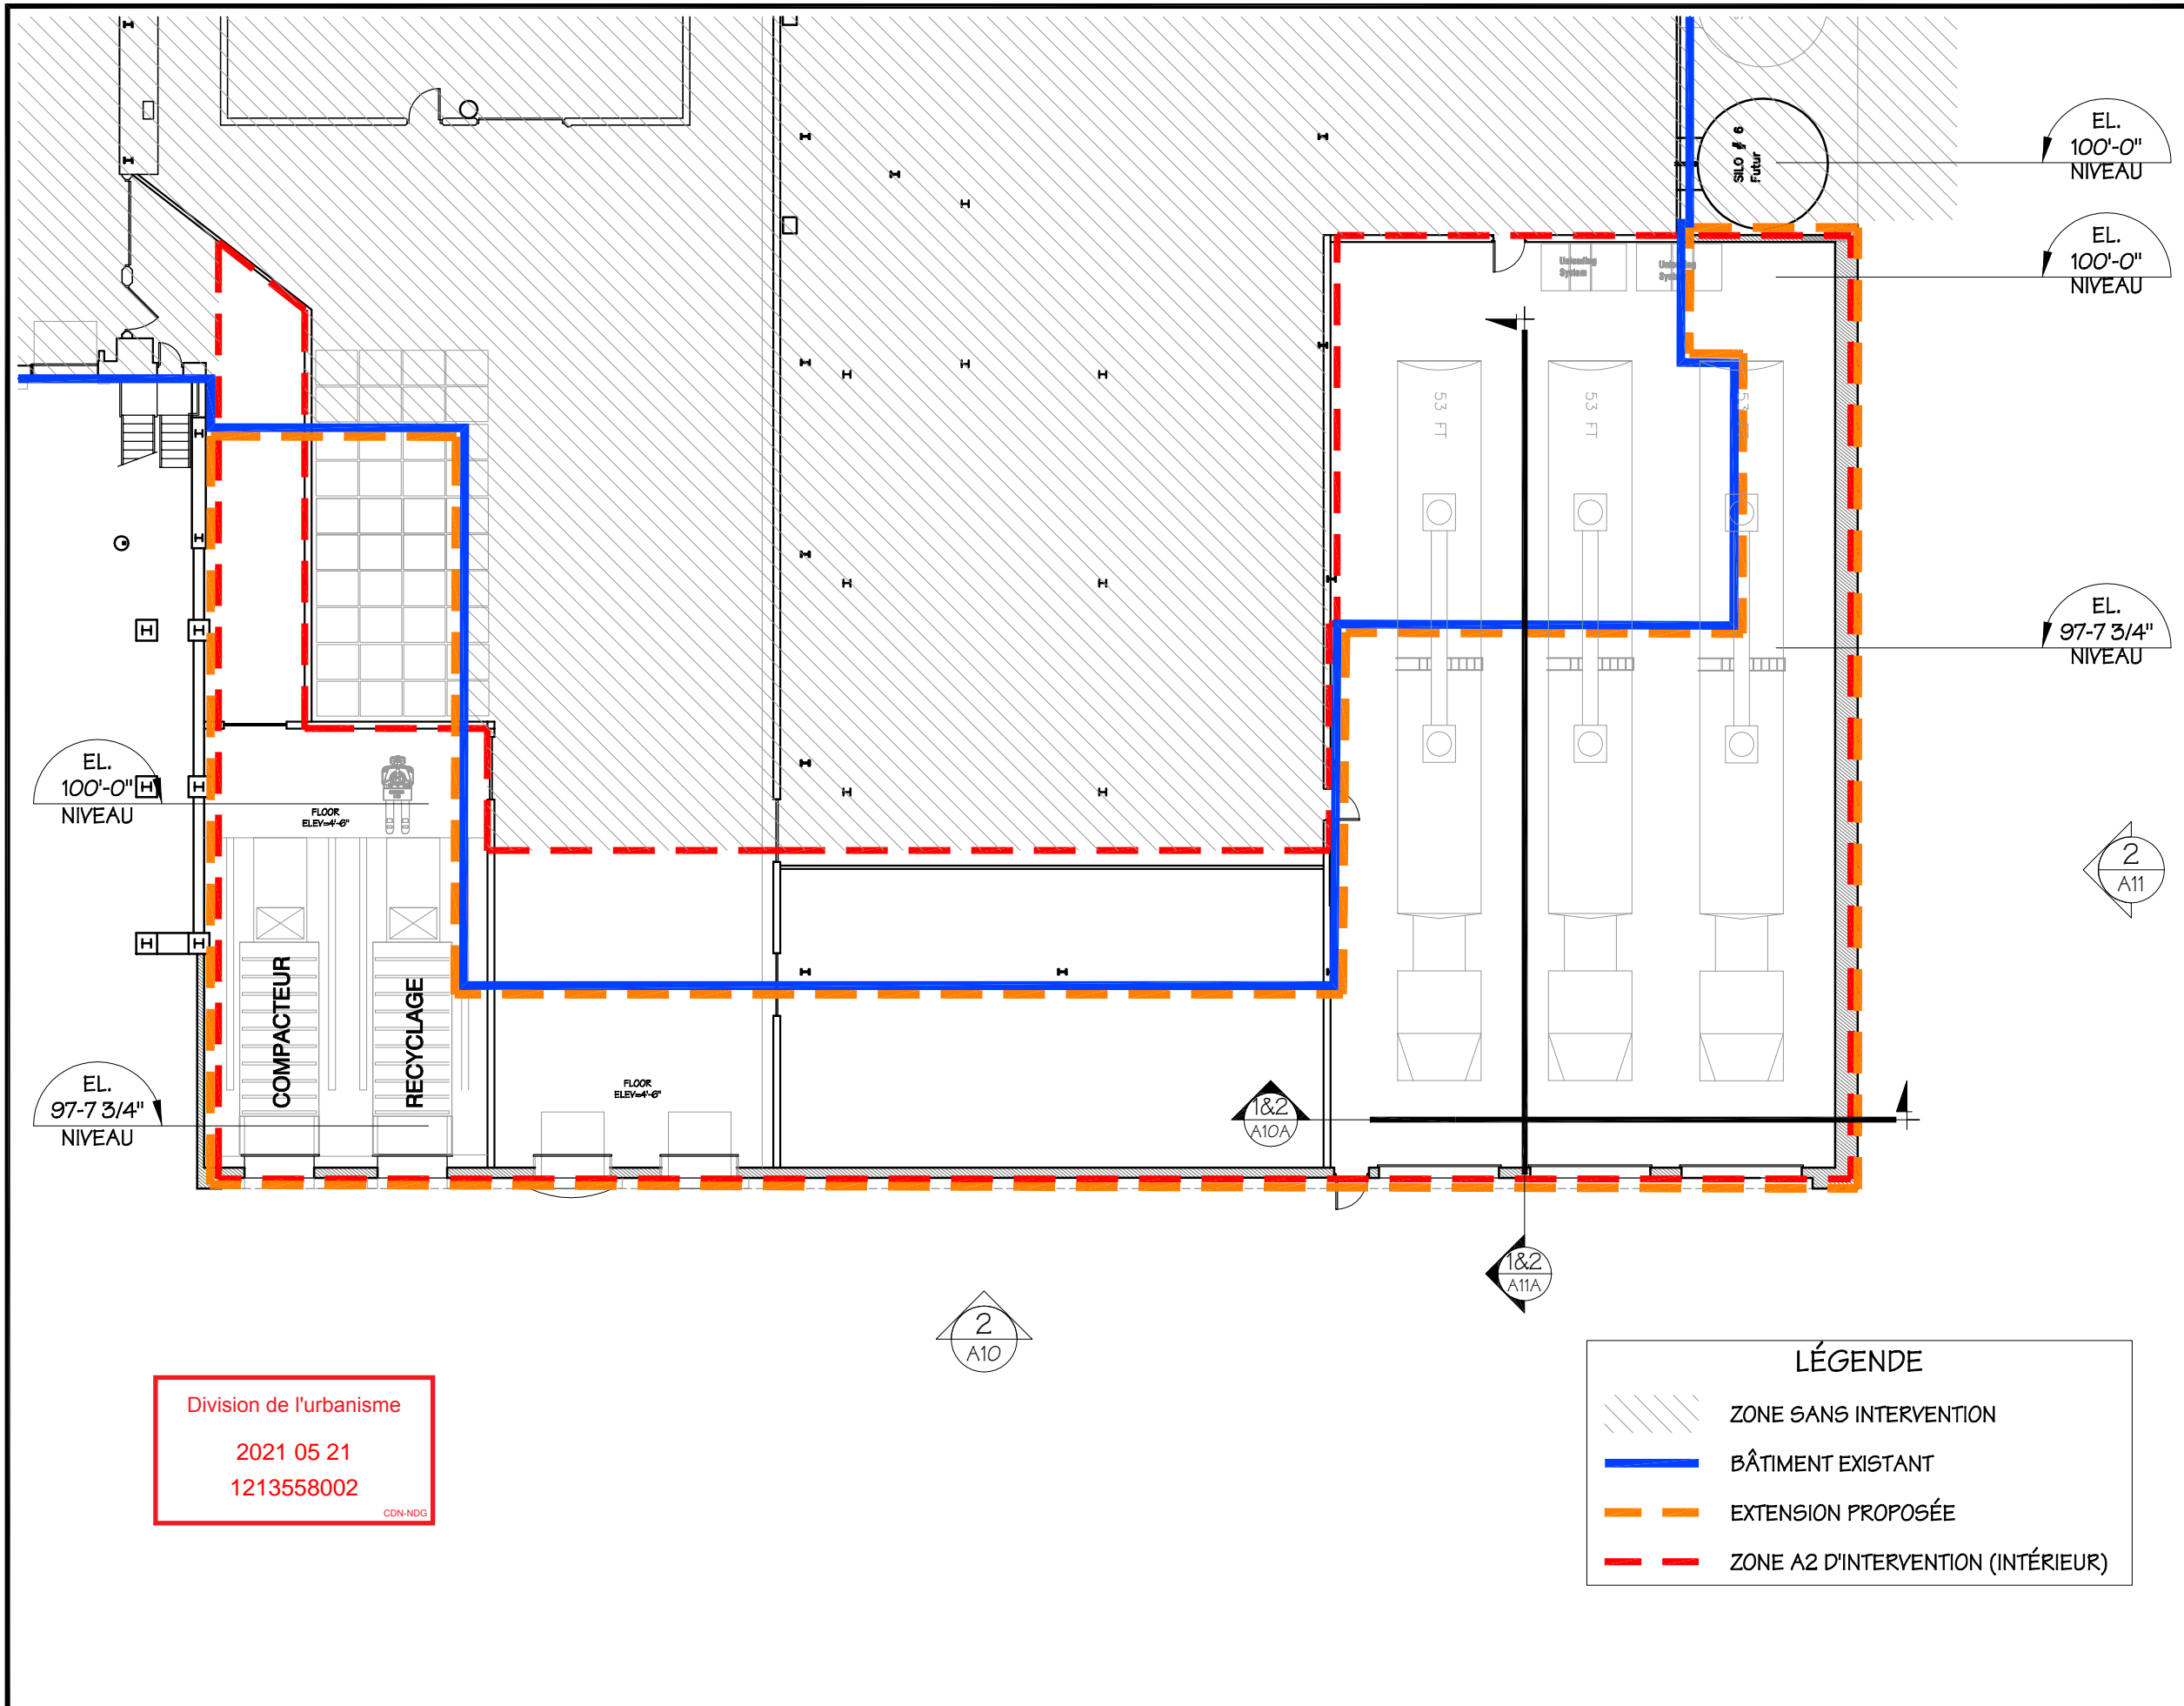 EL.
100'-0"
NIVEAU
SILO # 6
Futur
EL.
100'-0"
NIVEAU
Unloading
System
53 FT
53 FT
EL.
97-7 3/4"
NIVEAU
EL.
100'-0"
NIVEAU
FLOOR
ELEV=4'-6"
2
A11
COMPACTEUR
RECYCLAGE
EL.
97-7 3/4"
NIVEAU
FLOOR
ELEV=4'-6"
1&2
A10A
1&2
A11A
2
A10
Division de l'urbanisme
2021 05 21
1213558002
CDN-NDG
LÉGENDE
ZONE SANS INTERVENTION
BÂTIMENT EXISTANT
EXTENSION PROPOSÉE
ZONE A2 D'INTERVENTION (INTÉRIEUR)